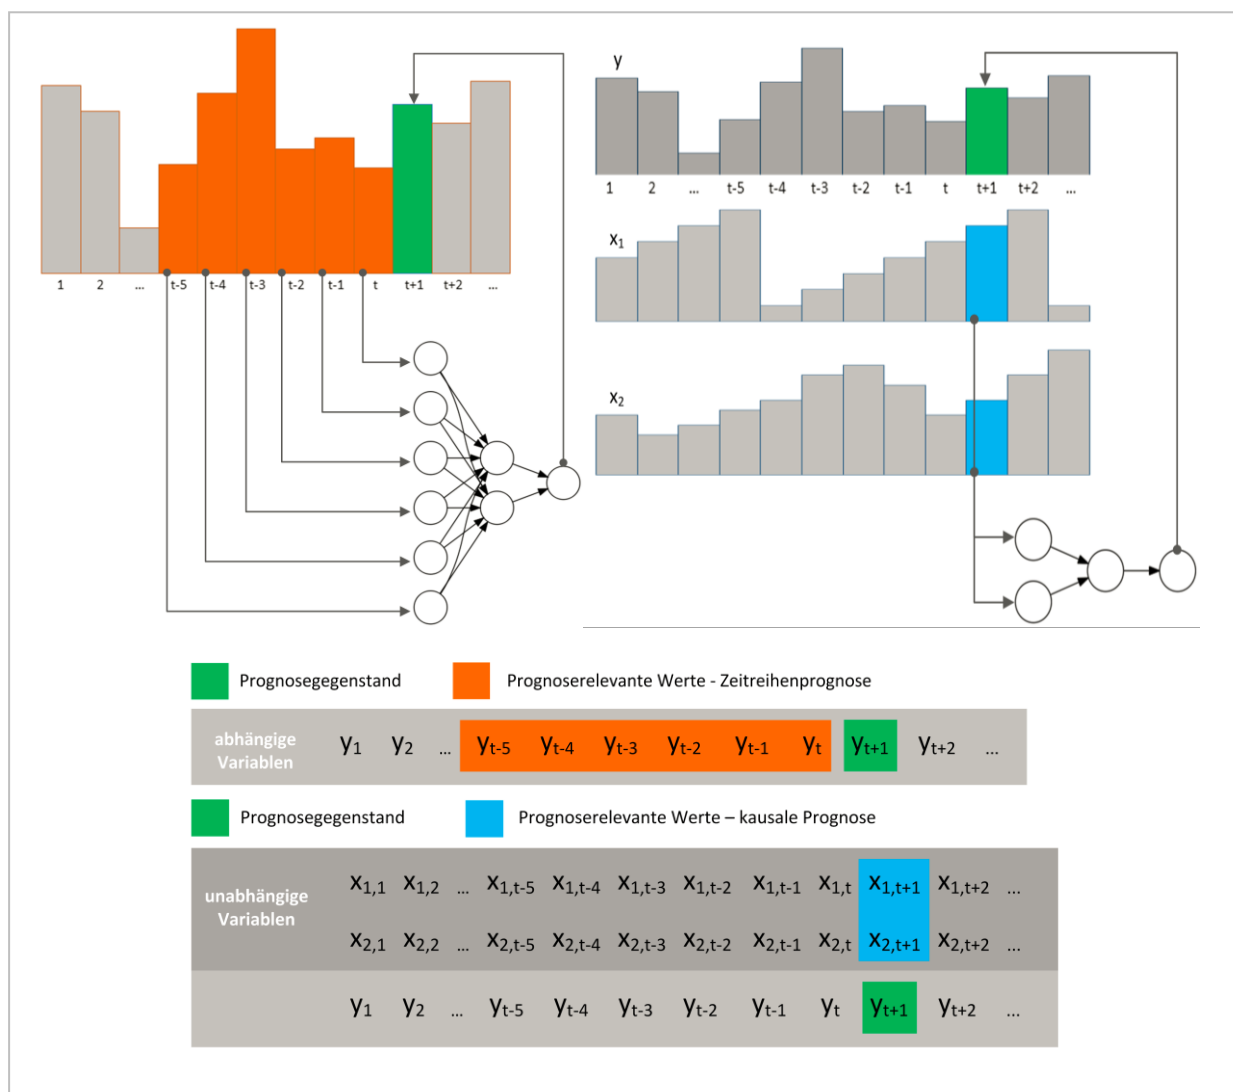 1 2 ... t-5 t-4 t-3 t-2 t-1 t t+1 t+2 ...
y
1 2 ... t-5 t-4 t-3 t-2 t-1 t t+1 t+2 ...
x1
x2
Prognosegegenstand Prognoserelevante Werte - Zeitreihenprognose
abhängige
Variablen
y1 y2 ... yt-5 yt-4 yt-3 yt-2 yt-1 yt yt+1 yt+2 ...
Prognosegegenstand Prognoserelevante Werte – kausale Prognose
unabhängige
Variablen
x1,1 x1,2 ... x1,t-5 x1,t-4 x1,t-3 x1,t-2 x1,t-1 x1,t x1,t+1 x1,t+2 ...
x2,1 x2,2 ... x2,t-5 x2,t-4 x2,t-3 x2,t-2 x2,t-1 x2,t x2,t+1 x2,t+2 ...
y1 y2 ... yt-5 yt-4 yt-3 yt-2 yt-1 yt yt+1 yt+2 ...